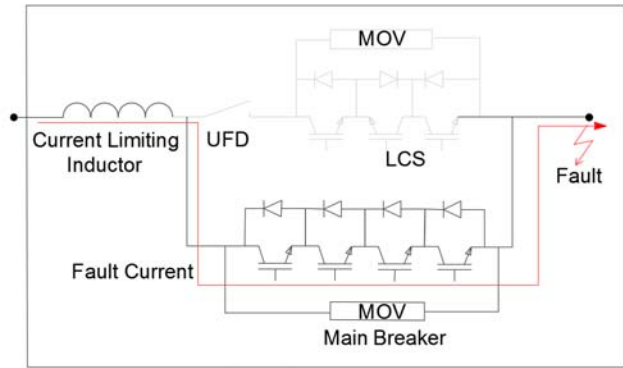 MOV
Current Limiting
Inductor
UFD
LCS
Fault
Fault Current
MOV
Main Breaker